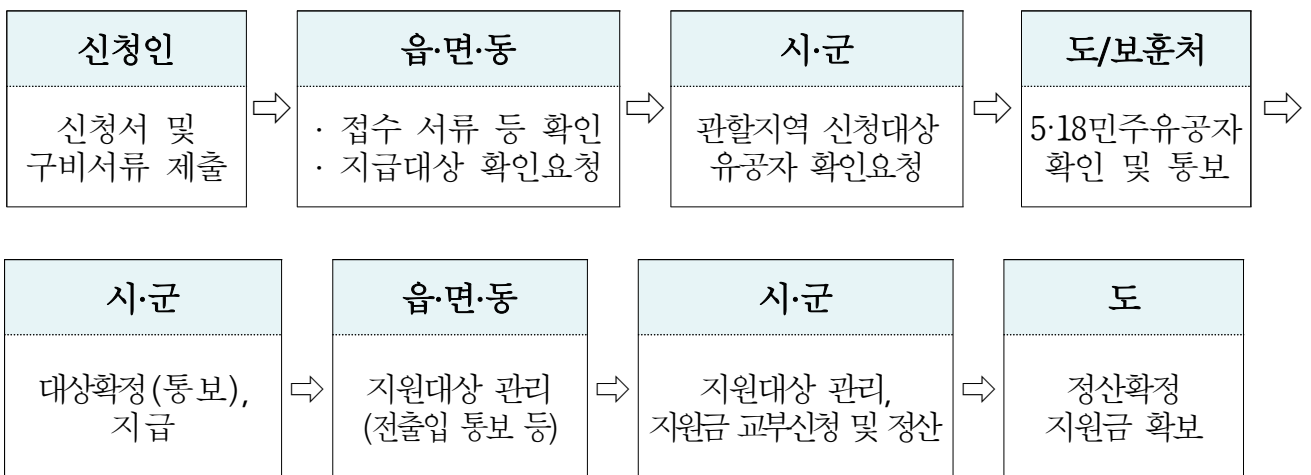 신청인
신청서 및
구비서류 제출
⇨
읍·면·동
· 접수 서류 등 확인
· 지급대상 확인요청
⇨
시·군
관할지역 신청대상
유공자 확인요청
⇨
도/보훈처
5·18민주유공자
확인 및 통보
⇨
시·군
대상확정(통보),
지급
⇨
읍·면·동
지원대상 관리
(전출입 통보 등)
⇨
시·군
지원대상 관리,
지원금 교부신청 및 정산
⇨
도
정산확정
지원금 확보